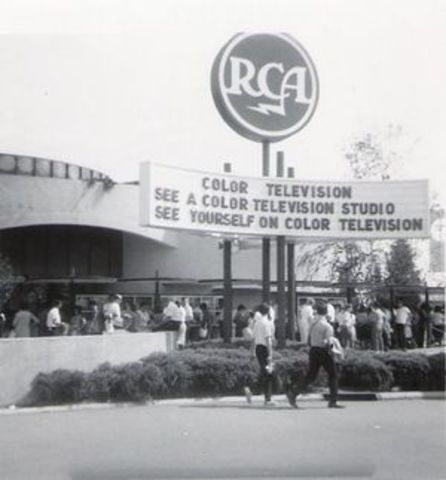 RCA
COLOR TELEVISION
SEE A COLOR TELEVISION STUDIO
SEE YOURSELF ON COLOR TELEVISION